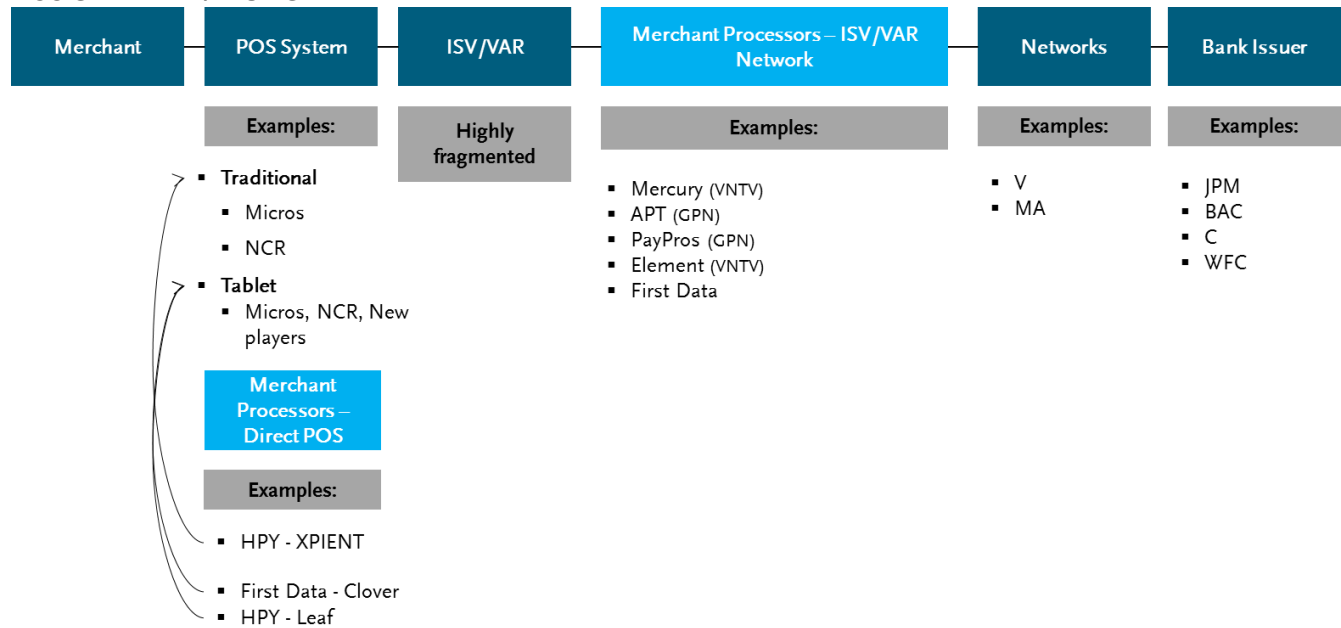 Merchant
POS System
ISV/VAR
Merchant Processors – ISV/VAR
Network
Networks
Bank Issuer
Examples:
Highly
fragmented
Examples:
Examples:
Examples:
Traditional
Micros
NCR
Tablet
Micros, NCR, New
players
Mercury (VNTV)
APT (GPN)
PayPros (GPN)
Element (VNTV)
First Data
V
MA
JPM
BAC
C
WFC
Merchant
Processors –
Direct POS
Examples:
HPY - XPIENT
First Data - Clover
HPY - Leaf